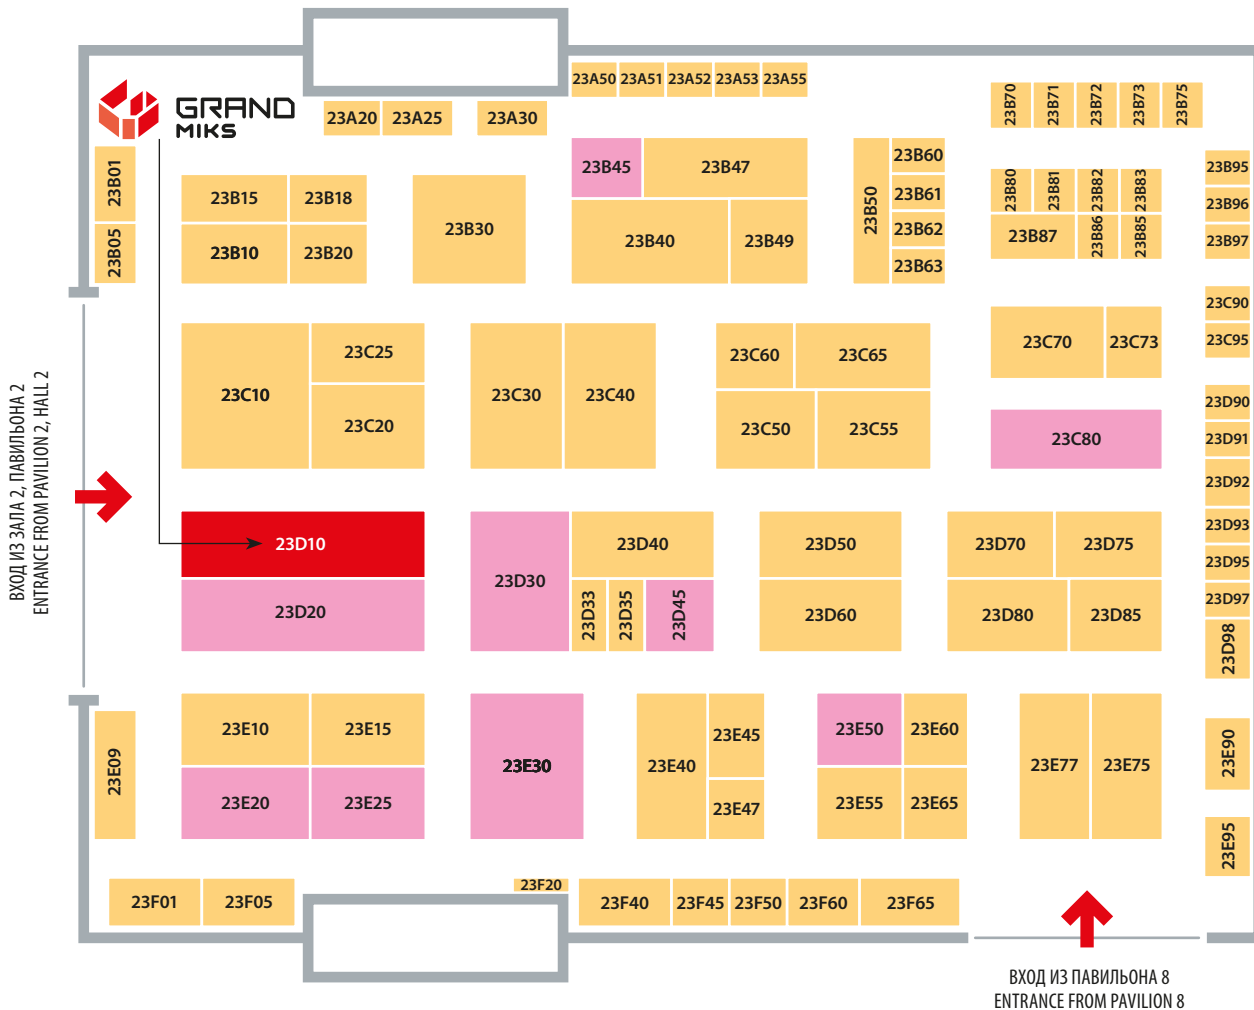 GRAND
MIKS
23A50 23A51 23A52 23A53 23A55
23A20 23A25 23A30
23B70 23B71 23B72 23B73 23B75
23B01
23B05
23B15 23B18
23B10 23B20
23B30
23B45 23B47
23B40 23B49
23B50
23B60
23B61
23B62
23B63
23B80 23B81 23B82 23B83
23B87 23B86 23B85
23B95
23B96
23B97
23C90
23C95
23C10
23C25
23C20
23C30 23C40
23C60 23C65
23C50 23C55
23C70 23C73
23C80
23D90
23D91
23D92
23D93
23D95
23D97
23D98
ВХОД ИЗ ЗАЛА 2, ПАВИЛЬОНА 2
ENTRANCE FROM PAVILION 2, HALL 2
23D10
23D20
23D30
23D40
23D33 23D35 23D45
23D50
23D60
23D70 23D75
23D80 23D85
23E09
23E10 23E15
23E20 23E25
23E30
23E40
23E45
23E47
23E50 23E60
23E55 23E65
23E77 23E75
23E90
23E95
23F01 23F05
23F20
23F40 23F45 23F50 23F60 23F65
ВХОД ИЗ ПАВИЛЬОНА 8
ENTRANCE FROM PAVILION 8